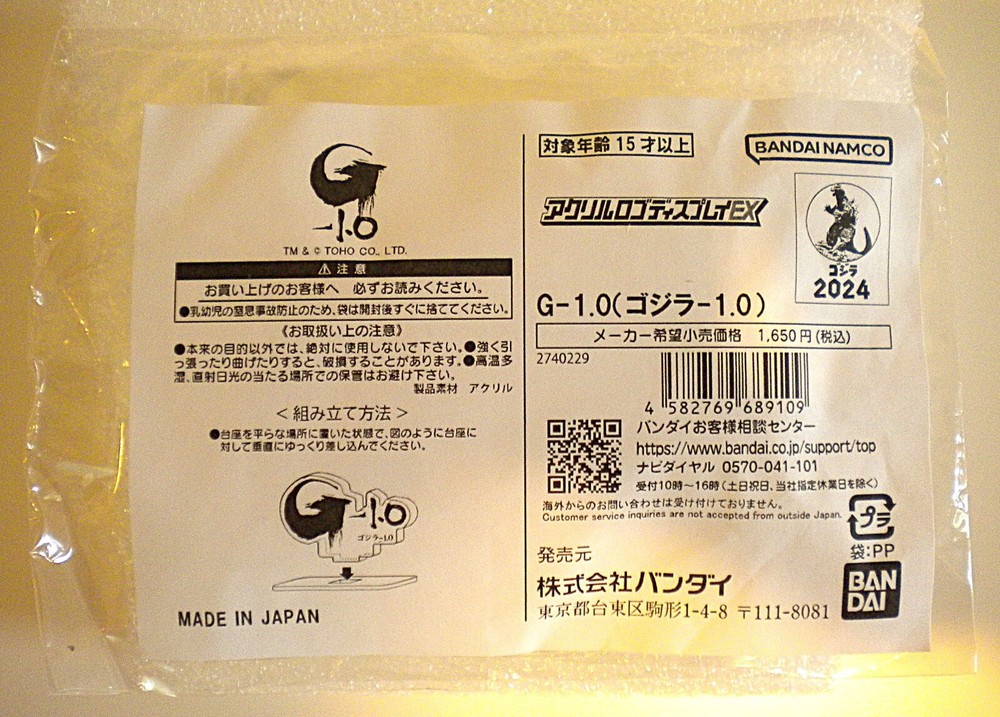 G
-1.0
TM & © TOHO CO., LTD.
⚠ 注意
お買い上げのお客様へ 必ずお読みください。
●乳幼児の窒息事故防止のため、袋は開封後すぐに捨ててください。
《お取扱い上の注意》
●本来の目的以外では、絶対に使用しないで下さい。●強く引
っ張ったり曲げたりすると、破損することがあります。●高温多
湿、直射日光の当たる場所での保管はお避け下さい。
製品素材 アクリル
＜組み立て方法＞
●台座を平らな場所に置いた状態で、図のように台座に
対して垂直にゆっくり差し込んでください。
G-1.0
ゴジラ-1.0
MADE IN JAPAN
対象年齢15才以上
BANDAI NAMCO
アクリルロゴディスプレイEX
ゴジラ
2024
G-1.0(ゴジラ-1.0)
メーカー希望小売価格 1,650円(税込)
2740229
4 582769 689109
バンダイお客様相談センター
https://www.bandai.co.jp/support/top
ナビダイヤル 0570-041-101
受付10時～16時(土日祝日、当社指定休業日を除く)
海外からのお問い合わせは受け付けておりません。
Customer service inquiries are not accepted from outside Japan.
プラ
袋:PP
発売元
株式会社バンダイ
東京都台東区駒形1-4-8 〒111-8081
BAN
DAI